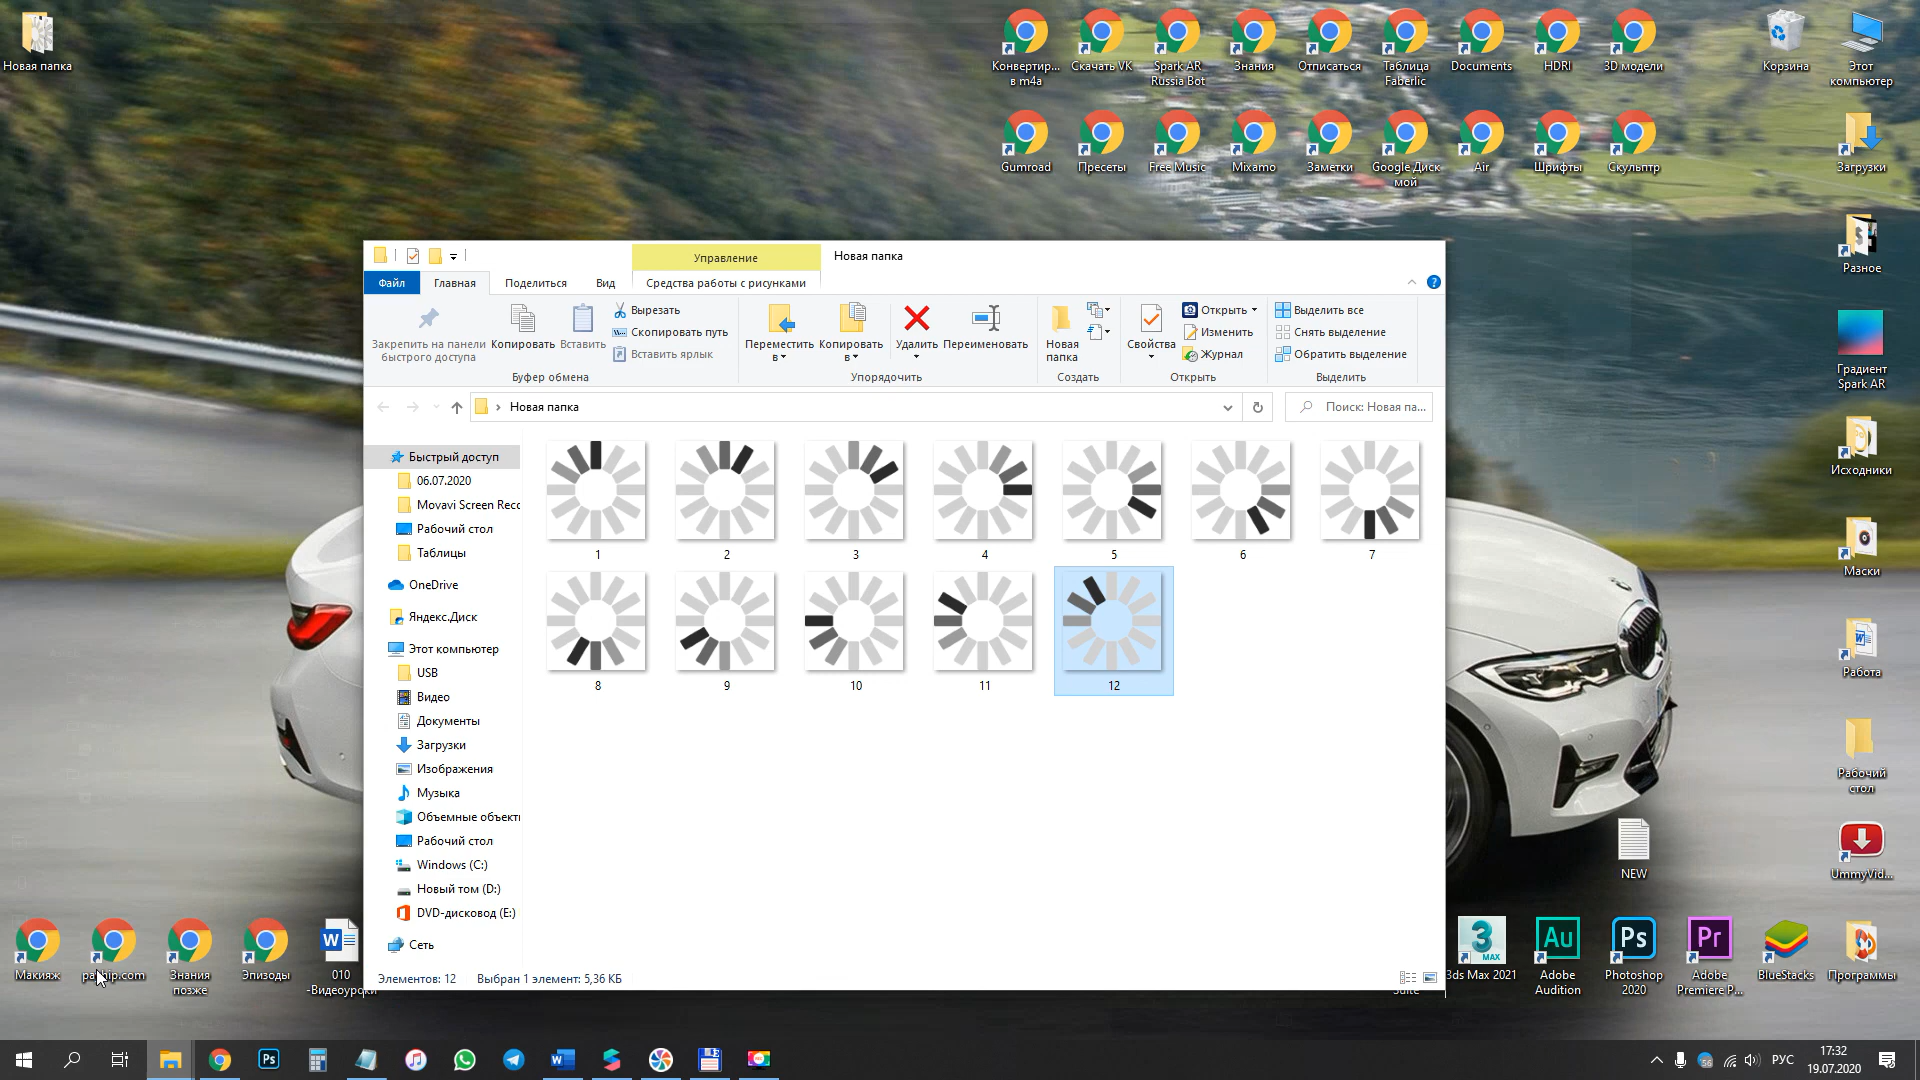 Новая папка
Конвертир...
в m4a
Скачать VK
Spark AR
Russia Bot
Знания
Отписаться
Таблица
Faberlic
Documents
HDRI
3D модели
Корзина
Этот
компьютер
Gumroad
Пресеты
Free Music
Mixamo
Заметки
Google Диск
мой
Air
Шрифты
Скульптр
Загрузки
Разное
Градиент
Spark AR
Исходники
Маски
Работа
Рабочий
стол
NEW
UmmyVid...
Управление
Новая папка
Файл
Главная
Поделиться
Вид
Средства работы с рисунками
Закрепить на панели
быстрого доступа
Копировать
Вставить
Вырезать
Скопировать путь
Вставить ярлык
Буфер обмена
Переместить
в
Копировать
в
Удалить
Переименовать
Упорядочить
Новая
папка
Создать
Свойства
Открыть
Изменить
Журнал
Открыть
Выделить все
Снять выделение
Обратить выделение
Выделить
Новая папка
Поиск: Новая па...
Быстрый доступ
06.07.2020
Movavi Screen Reco
Рабочий стол
Таблицы
OneDrive
Яндекс.Диск
Этот компьютер
USB
Видео
Документы
Загрузки
Изображения
Музыка
Объемные объект
Рабочий стол
Windows (C:)
Новый том (D:)
DVD-дисковод (E:)
Сеть
1
2
3
4
5
6
7
8
9
10
11
12
Элементов: 12
Выбран 1 элемент: 5,36 КБ
Макияж
Знания
позже
Эпизоды
010
-Видеоуроки
3ds Max 2021
Adobe
Audition
Photoshop
2020
Adobe
Premiere P...
BlueStacks
Программы
Suite
РУС
17:32
19.07.2020